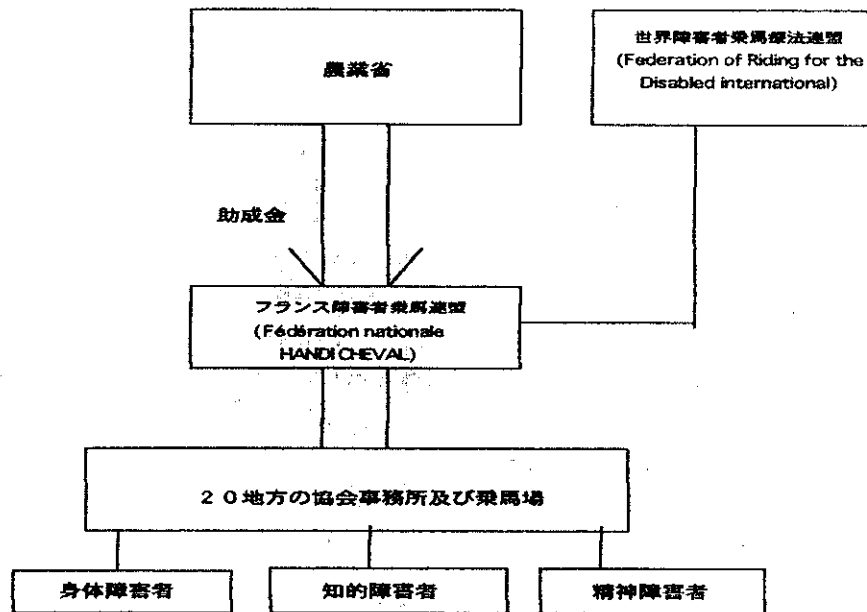 農業省
世界障害者乗馬療法連盟
(Federation of Riding for the
Disabled international)
助成金
フランス障害者乗馬連盟
(Fédération nationale
HANDI CHEVAL)
２０地方の協会事務所及び乗馬場
身体障害者
知的障害者
精神障害者